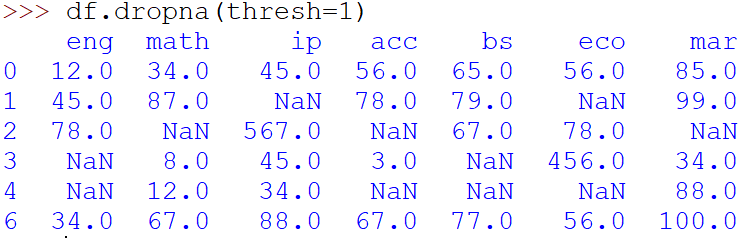 >>> df.dropna(thresh=1)
eng math ip acc bs eco mar
0 12.0 34.0 45.0 56.0 65.0 56.0 85.0
1 45.0 87.0 NaN 78.0 79.0 NaN 99.0
2 78.0 NaN 567.0 NaN 67.0 78.0 NaN
3 NaN 8.0 45.0 3.0 NaN 456.0 34.0
4 NaN 12.0 34.0 NaN NaN NaN 88.0
6 34.0 67.0 88.0 67.0 77.0 56.0 100.0